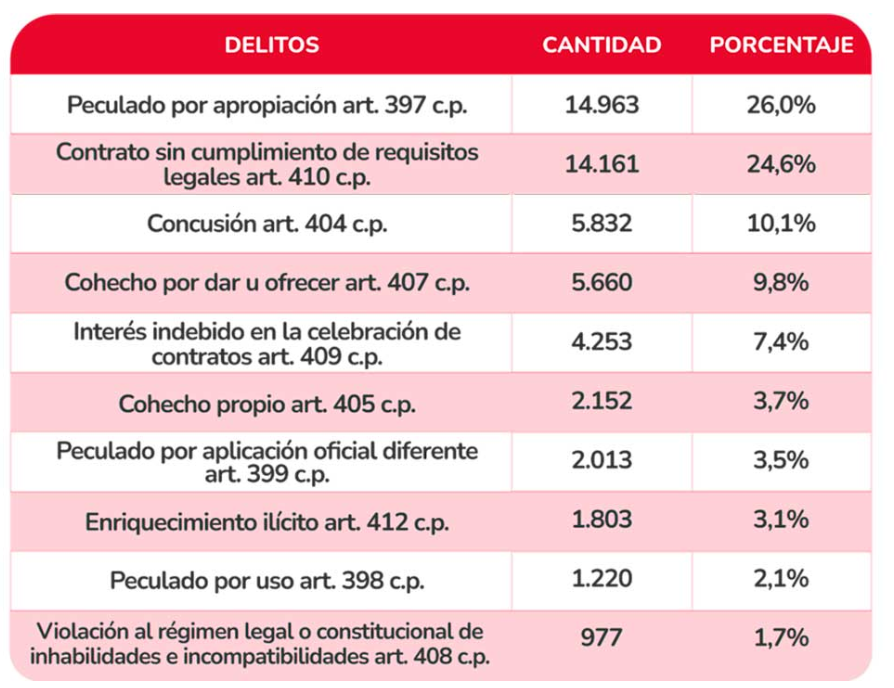 DELITOS CANTIDAD PORCENTAJE
Peculado por apropiación art. 397 c.p. 14.963 26,0%
Contrato sin cumplimiento de requisitos
legales art. 410 c.p. 14.161 24,6%
Concusión art. 404 c.p. 5.832 10,1%
Cohecho por dar u ofrecer art. 407 c.p. 5.660 9,8%
Interés indebido en la celebración de
contratos art. 409 c.p. 4.253 7,4%
Cohecho propio art. 405 c.p. 2.152 3,7%
Peculado por aplicación oficial diferente
art. 399 c.p. 2.013 3,5%
Enriquecimiento ilícito art. 412 c.p. 1.803 3,1%
Peculado por uso art. 398 c.p. 1.220 2,1%
Violación al régimen legal o constitucional de
inhabilidades e incompatibilidades art. 408 c.p. 977 1,7%